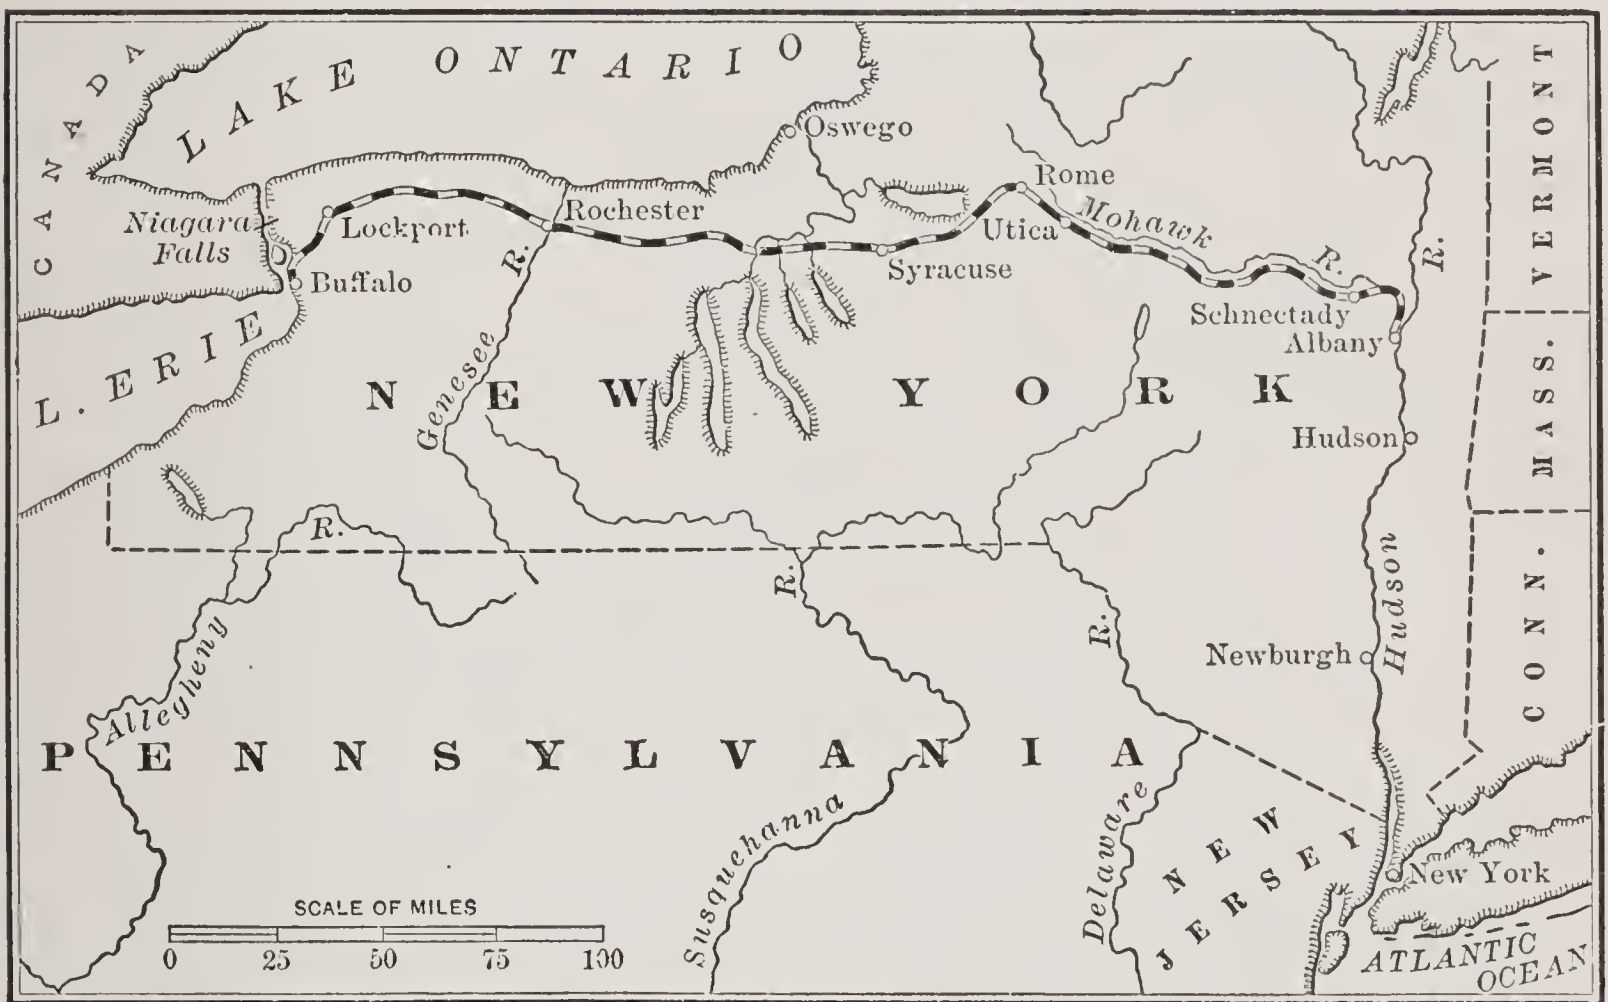 CANADA
LAKE ONTARIO
Oswego
Rome
Niagara
Falls
Lockport
Rochester
Utica
Mohawk R.
Syracuse
Buffalo
R.
VERMONT
Schnectady
Albany
L. ERIE
Genesee R.
NEW YORK
MASS.
Hudson
R.
CONN.
R.
R.
Hudson
Newburgh
Allegheny
PENNSYLVANIA
Delaware
NEW
JERSEY
Susquehanna
New York
SCALE OF MILES
0 25 50 75 100
ATLANTIC
OCEAN